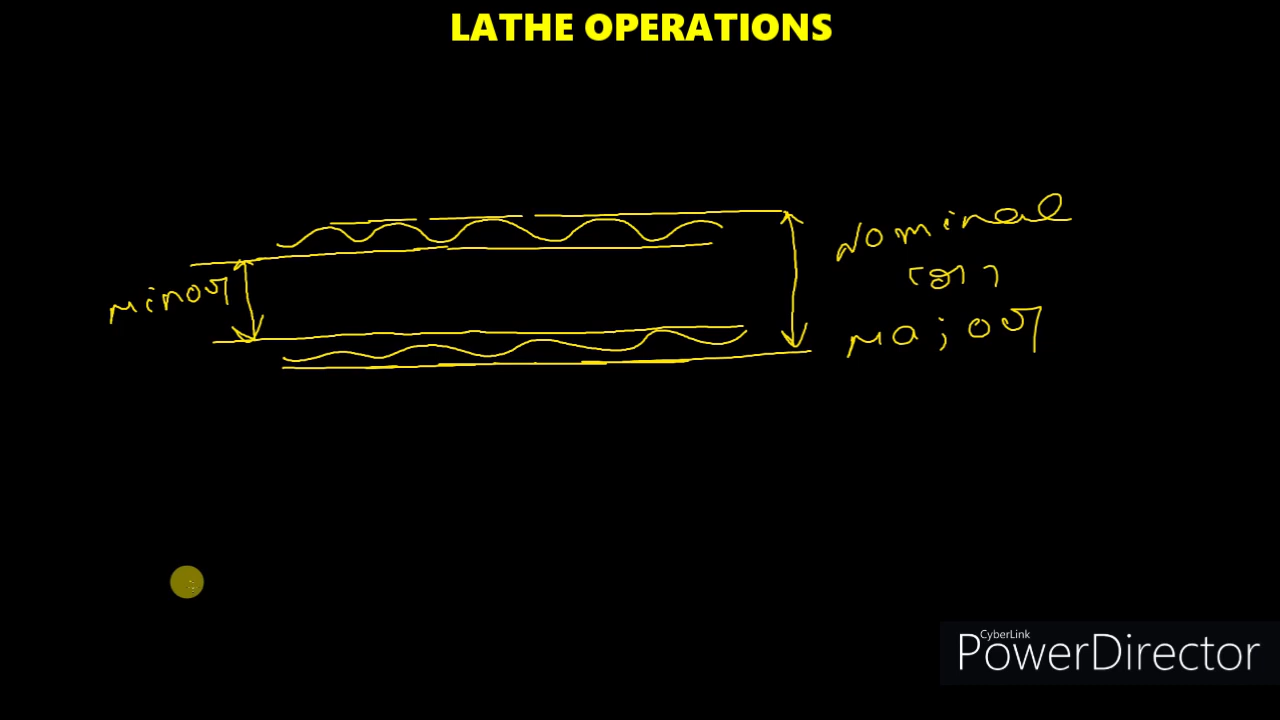 LATHE OPERATIONS
Nominal
(or)
Major
Minor
CyberLink
PowerDirector